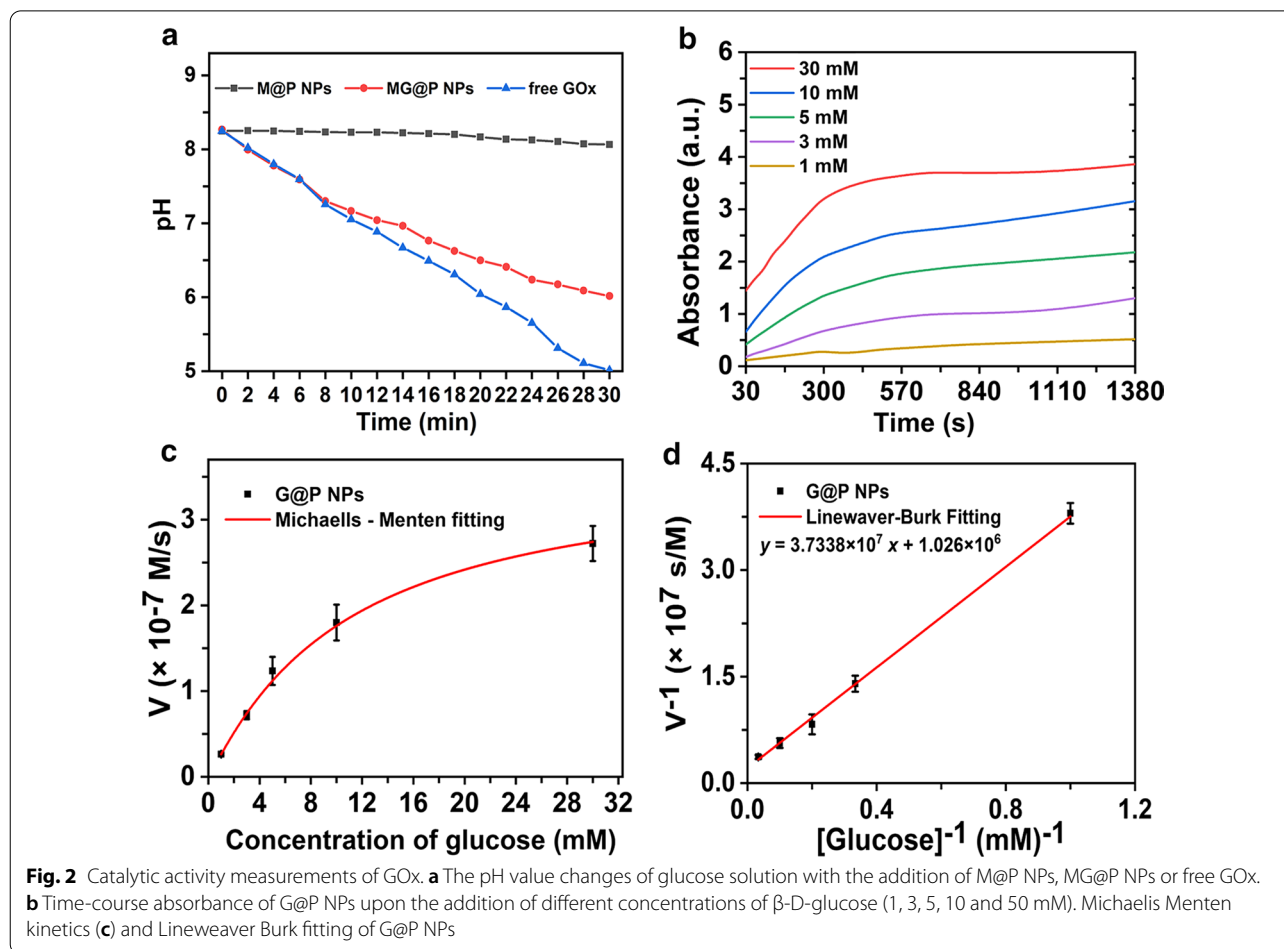 a
M@P NPs MG@P NPs free GOx
9
8
7
6
5
pH
0 2 4 6 8 10 12 14 16 18 20 22 24 26 28 30
Time (min)
b
30 mM
10 mM
5 mM
3 mM
1 mM
6
5
4
3
2
1
0
Absorbance (a.u.)
30 300 570 840 1110 1380
Time (s)
c
G@P NPs
Michaells - Menten fitting
3
2
1
0
V (× 10-7 M/s)
0 4 8 12 16 20 24 28 32
Concentration of glucose (mM)
d
G@P NPs
Linewaver-Burk Fitting
y = 3.7338×10⁷ x + 1.026×10⁶
4.5
3.0
1.5
0.0
V-1 (× 10⁷ s/M)
0.0 0.4 0.8 1.2
[Glucose]-1 (mM)-1
Fig. 2 Catalytic activity measurements of GOx. a The pH value changes of glucose solution with the addition of M@P NPs, MG@P NPs or free GOx.
b Time-course absorbance of G@P NPs upon the addition of different concentrations of β-D-glucose (1, 3, 5, 10 and 50 mM). Michaelis Menten
kinetics (c) and Lineweaver Burk fitting of G@P NPs